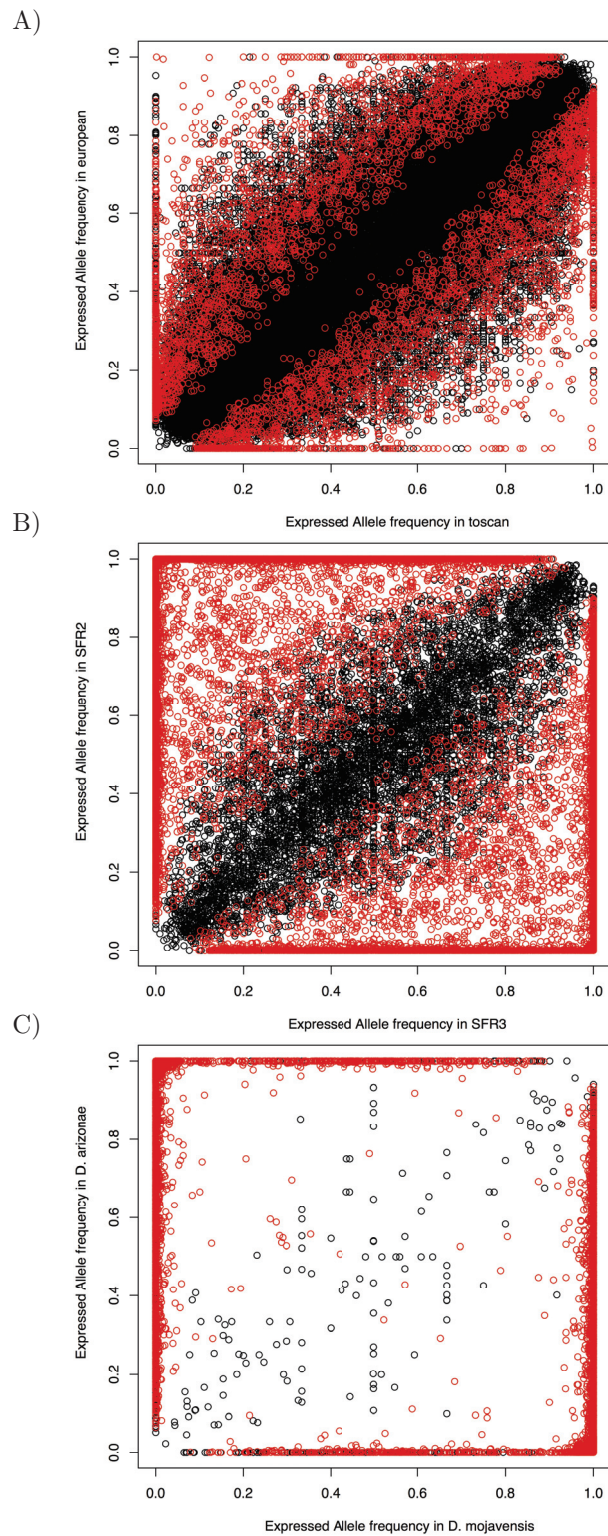 A)
1.0
0.8
0.6
0.4
0.2
0.0
Expressed Allele frequency in european
0.0 0.2 0.4 0.6 0.8 1.0
Expressed Allele frequency in toscan
B)
1.0
0.8
0.6
0.4
0.2
0.0
Expressed Allele frequency in SFR2
0.0 0.2 0.4 0.6 0.8 1.0
Expressed Allele frequency in SFR3
C)
1.0
0.8
0.6
0.4
0.2
0.0
Expressed Allele frequency in D. arizonae
0.0 0.2 0.4 0.6 0.8 1.0
Expressed Allele frequency in D. mojavensis